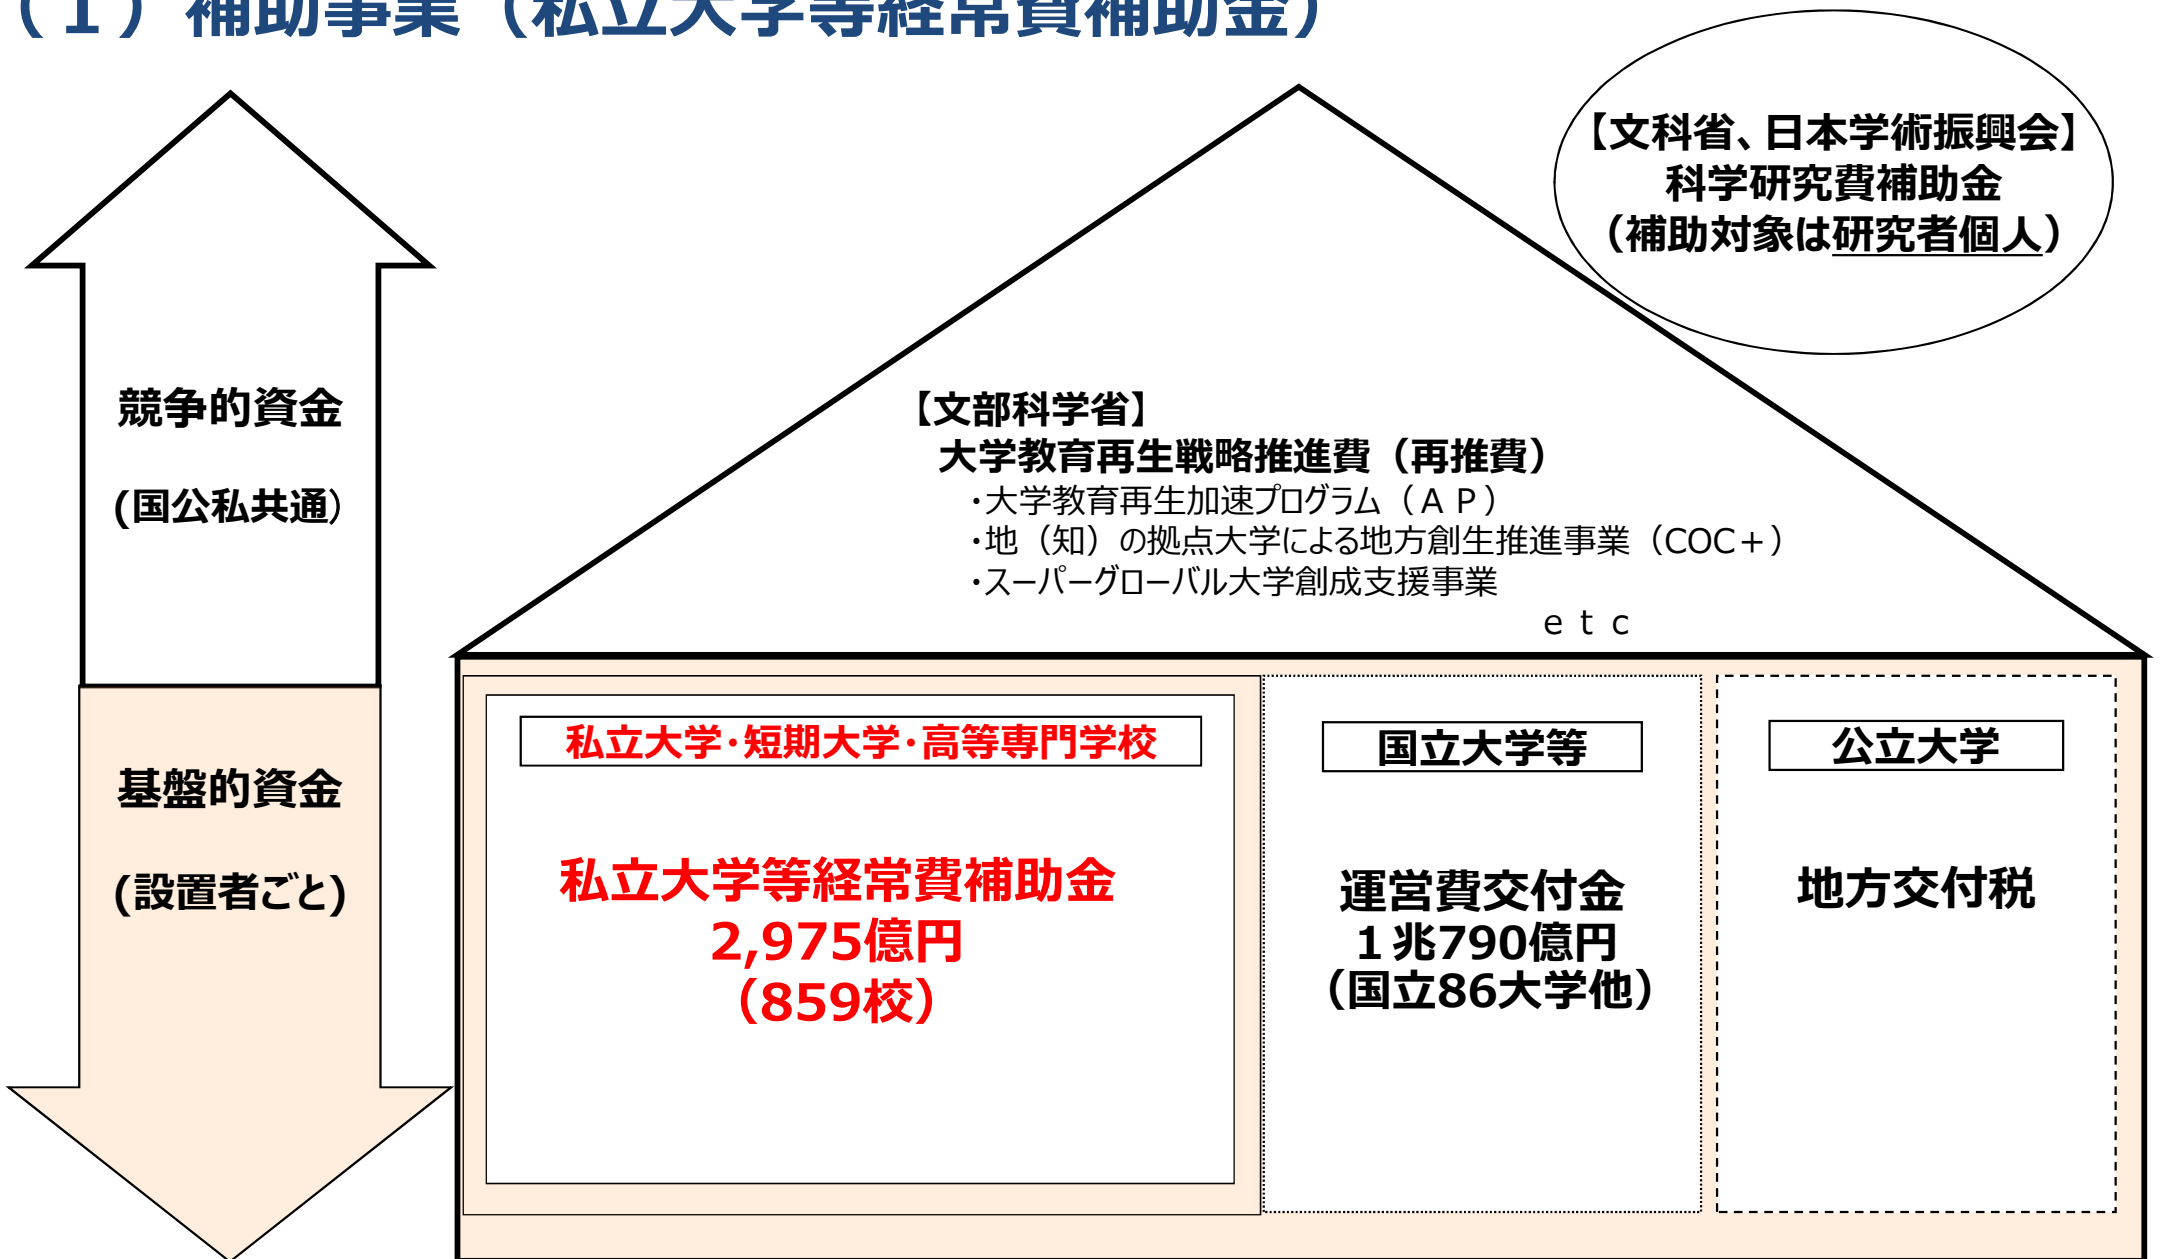 （１）補助事業（私立大学等経常費補助金）
【文科省、日本学術振興会】
科学研究費補助金
（補助対象は研究者個人）
競争的資金
(国公私共通）
【文部科学省】
大学教育再生戦略推進費（再推費）
・大学教育再生加速プログラム（ＡＰ）
・地（知）の拠点大学による地方創生推進事業（COC＋）
・スーパーグローバル大学創成支援事業
ｅｔｃ
基盤的資金
(設置者ごと)
私立大学・短期大学・高等専門学校
私立大学等経常費補助金
2,975億円
（859校）
国立大学等
運営費交付金
１兆790億円
（国立86大学他）
公立大学
地方交付税